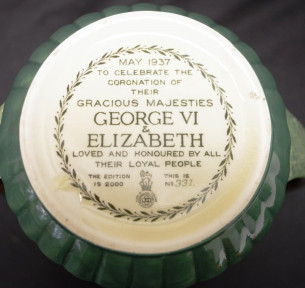 MAY 1937
TO CELEBRATE THE
CORONATION OF
THEIR
GRACIOUS MAJESTIES
GEORGE VI
&
ELIZABETH
LOVED AND HONOURED BY ALL
THEIR LOYAL PEOPLE
THE EDITION THIS IS
IS 2000 NO 331